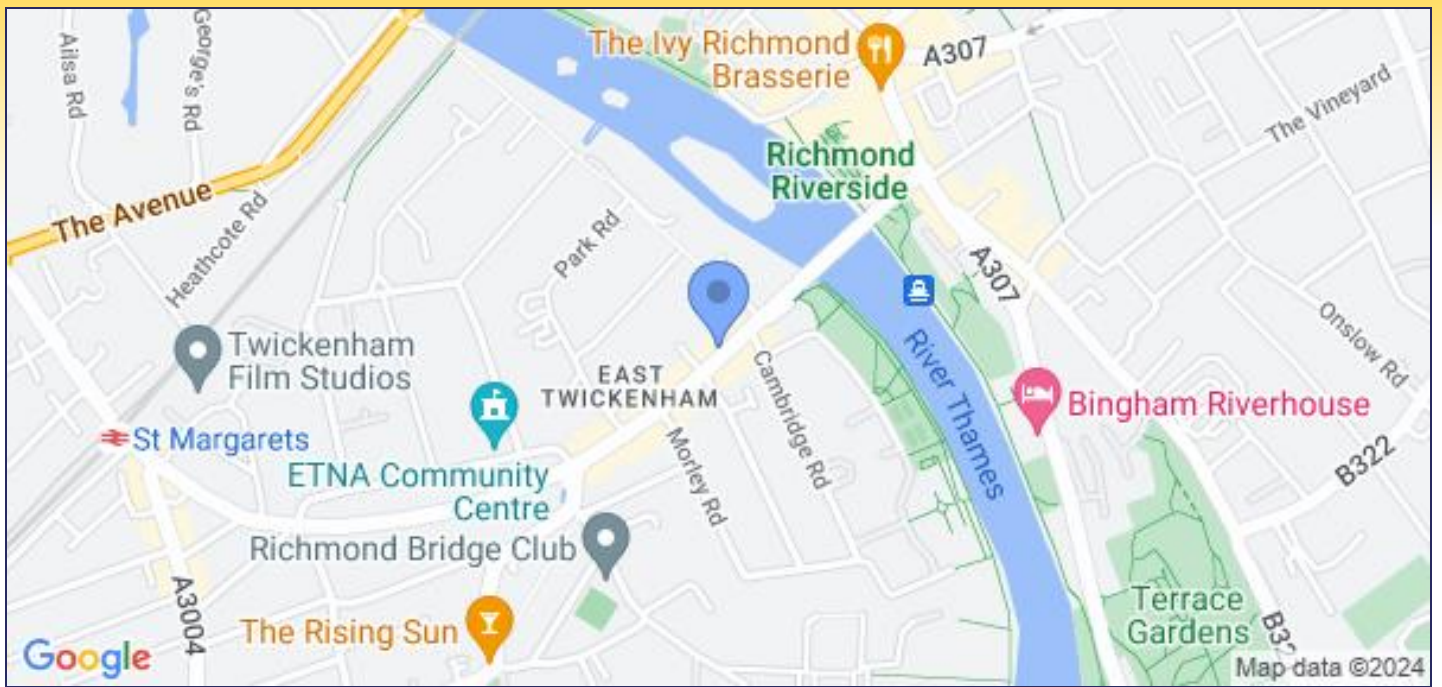 Ailsa Rd
George's Rd
The Ivy Richmond
Brasserie
A307
The Vineyard
Richmond
Riverside
The Avenue
Heathcote Rd
Park Rd
A307
Onslow Rd
Twickenham
Film Studios
EAST
TWICKENHAM
Cambridge Rd
River Thames
Bingham Riverhouse
St Margarets
ETNA Community
Centre
Morley Rd
B322
Richmond Bridge Club
A3004
The Rising Sun
Terrace
Gardens
Google
Map data ©2024